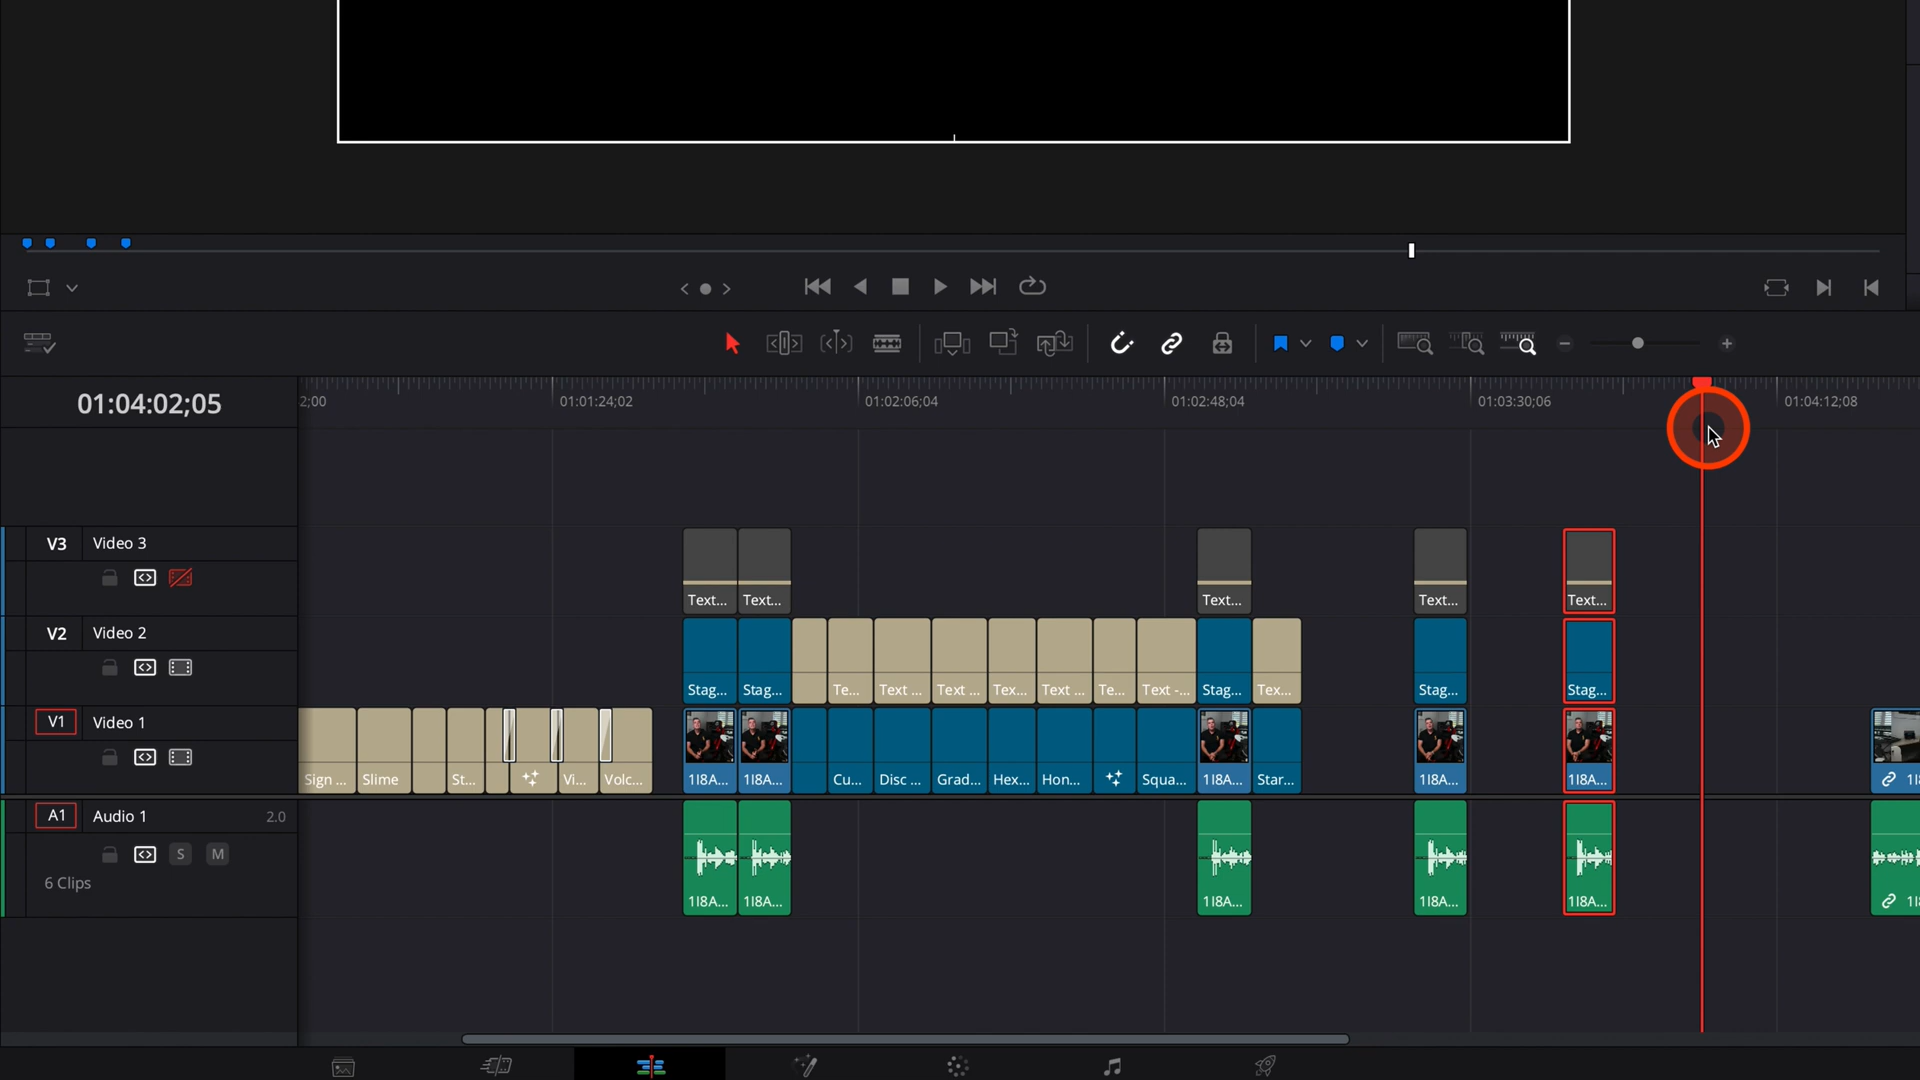 01:04:02;05
2;00 01:01:24;02 01:02:06;04 01:02:48;04 01:03:30;06 01:04:12;08
V3 Video 3
Text... Text... Text... Text... Text...
V2 Video 2
Stag... Stag... Te... Text ... Text ... Tex... Text ... Te... Text -... Stag... Tex... Stag... Stag...
V1 Video 1
Sign ... Slime St... Vi... Volc... 1I8A... 1I8A... Cu... Disc ... Grad... Hex... Hon... Squa... 1I8A... Star... 1I8A... 1I8A... 1I8
A1 Audio 1 2.0
S M
6 Clips
1I8A... 1I8A... 1I8A... 1I8A... 1I8A... 1I